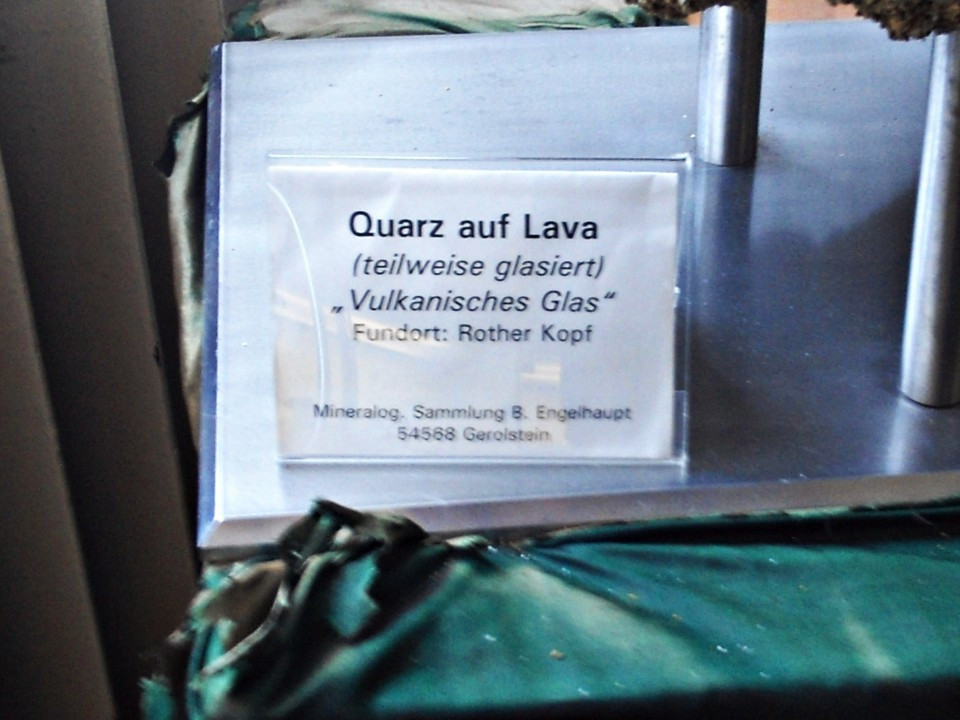 Quarz auf Lava
(teilweise glasiert)
„Vulkanisches Glas“
Fundort: Rother Kopf
Mineralog. Sammlung B. Engelhaupt
54568 Gerolstein